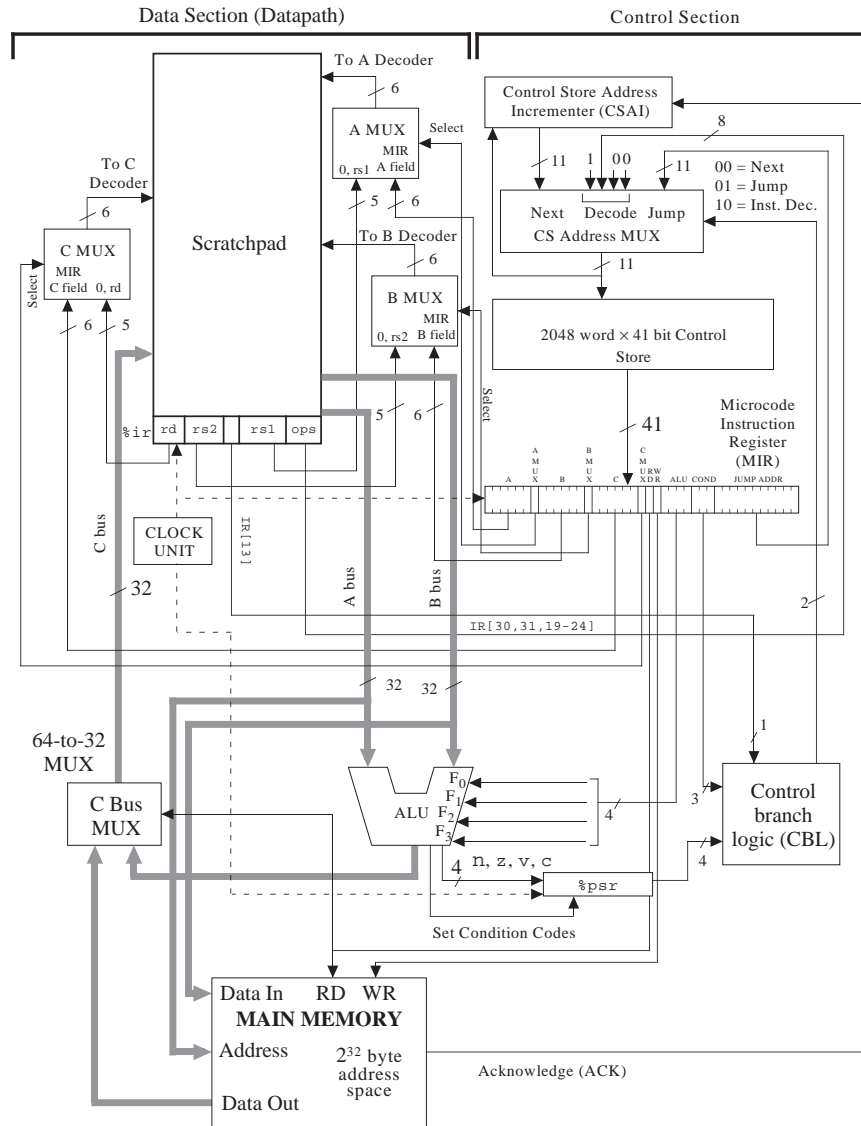 Data Section (Datapath)
Control Section
To A Decoder
6
A MUX
MIR
0, rs1
A field
Select
5
6
To C
Decoder
6
C MUX
MIR
C field
0, rd
Select
6
5
Scratchpad
To B Decoder
6
B MUX
MIR
0, rs2
B field
5
6
Select
Control Store Address
Incrementer (CSAI)
8
11
1
00
11
00 = Next
01 = Jump
10 = Inst. Dec.
Next
Decode
Jump
CS Address MUX
11
2048 word × 41 bit Control
Store
41
Microcode
Instruction
Register
(MIR)
%ir
rd
rs2
rs1
ops
A
AMUX
B
BMUX
C
CMUX
RD
WR
ALU
COND
JUMP ADDR
CLOCK
UNIT
IR[13]
C bus
32
A bus
B bus
IR[30,31,19-24]
2
32
32
64-to-32
MUX
C Bus
MUX
ALU
F0
F1
F2
F3
4
1
3
Control
branch
logic (CBL)
4
4
n, z, v, c
%psr
Set Condition Codes
Data In
RD
WR
MAIN MEMORY
Address
2^32 byte
address
space
Data Out
Acknowledge (ACK)